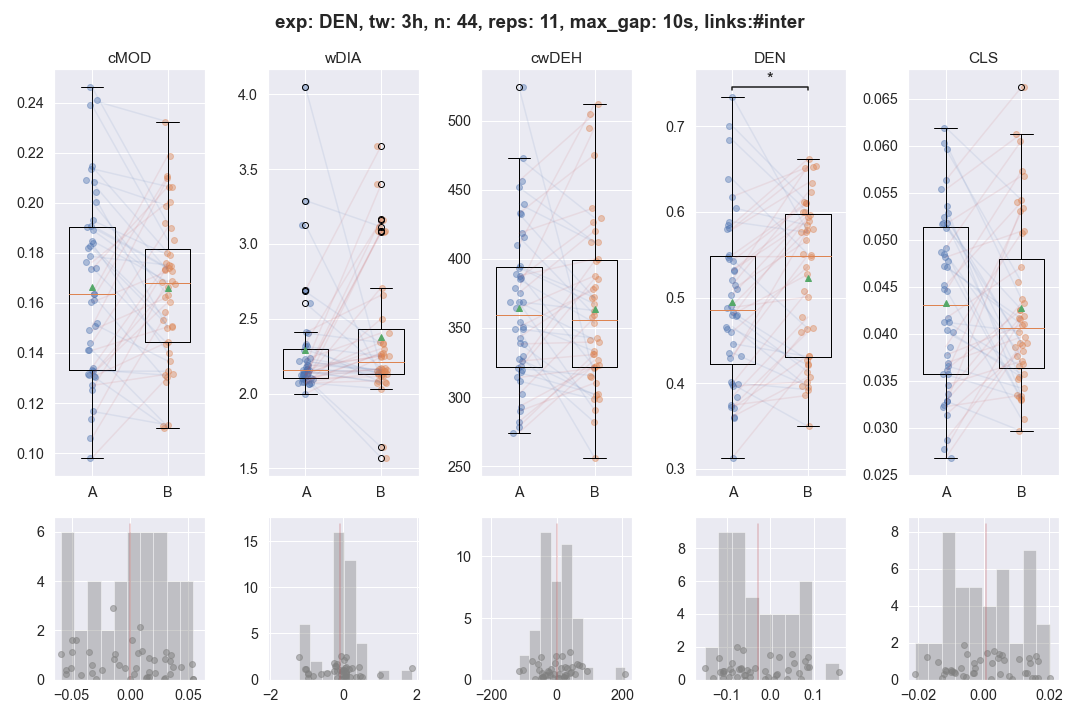 exp: DEN, tw: 3h, n: 44, reps: 11, max_gap: 10s, links:#inter
cMOD wDIA cwDEH DEN CLS
*
0.24 0.22 0.20 0.18 0.16 0.14 0.12 0.10
4.0 3.5 3.0 2.5 2.0 1.5
500 450 400 350 300 250
0.7 0.6 0.5 0.4 0.3
0.065 0.060 0.055 0.050 0.045 0.040 0.035 0.030 0.025
A B A B A B A B A B
6 4 2 0
15 10 5 0
10 5 0
8 6 4 2 0
8 6 4 2 0
−0.05 0.00 0.05 −2 0 2 −200 0 200 −0.1 0.0 0.1 −0.02 0.00 0.02